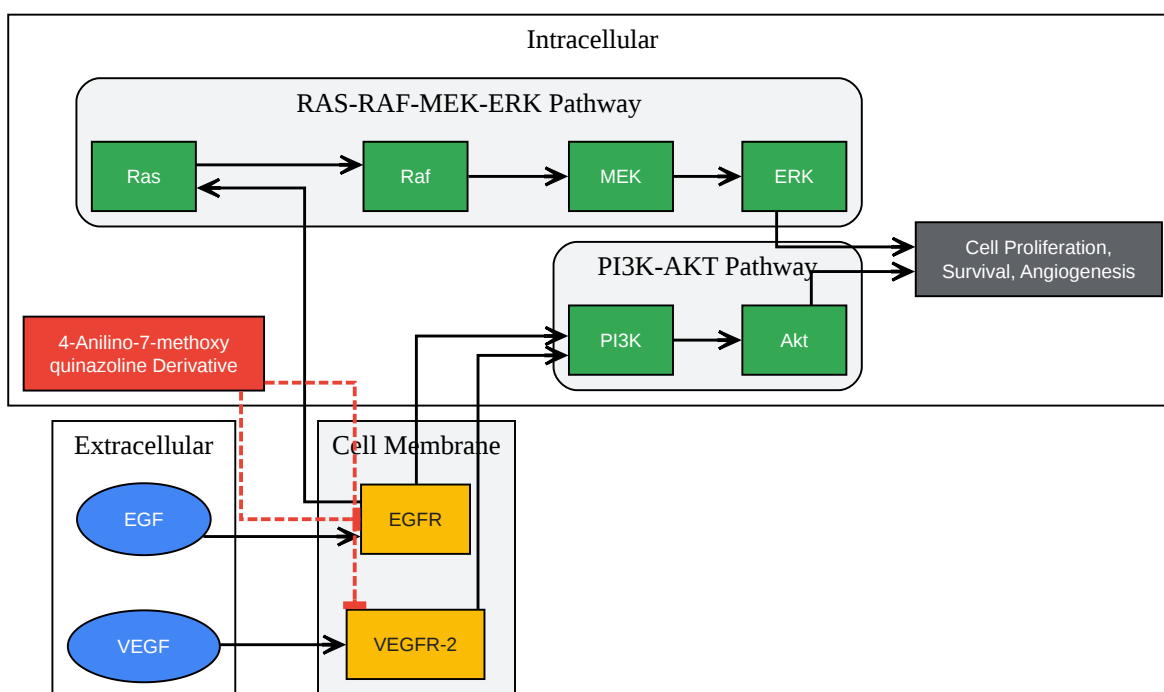 Intracellular
RAS-RAF-MEK-ERK Pathway
Ras
Raf
MEK
ERK
Cell Proliferation,
Survival, Angiogenesis
PI3K-AKT Pathway
PI3K
Akt
4-Anilino-7-methoxy
quinazoline Derivative
Extracellular
Cell Membrane
EGF
EGFR
VEGF
VEGFR-2